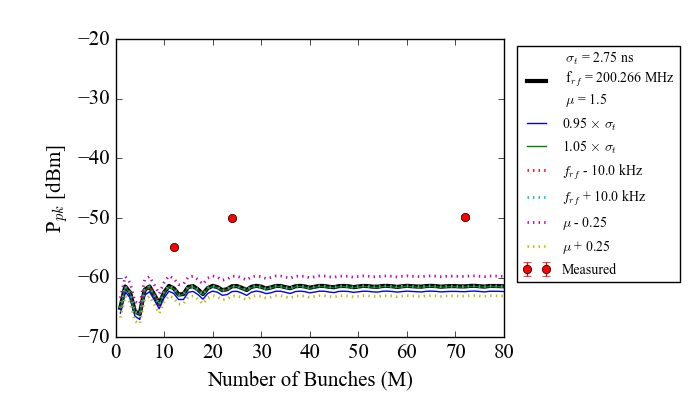 −20
−30
−40
−50
−60
−70
0
10
20
30
40
50
60
70
80
Number of Bunches (M)
P_pk [dBm]
σ_t = 2.75 ns
f_rf = 200.266 MHz
μ = 1.5
0.95 × σ_t
1.05 × σ_t
f_rf - 10.0 kHz
f_rf + 10.0 kHz
μ - 0.25
μ + 0.25
Measured